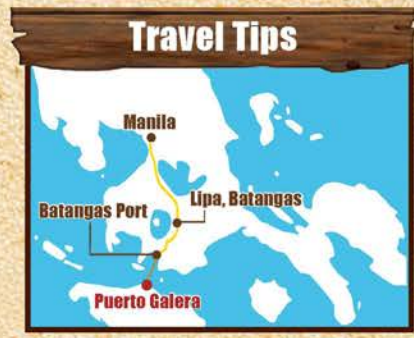 Travel Tips
Manila
Lipa, Batangas
Batangas Port
Puerto Galera